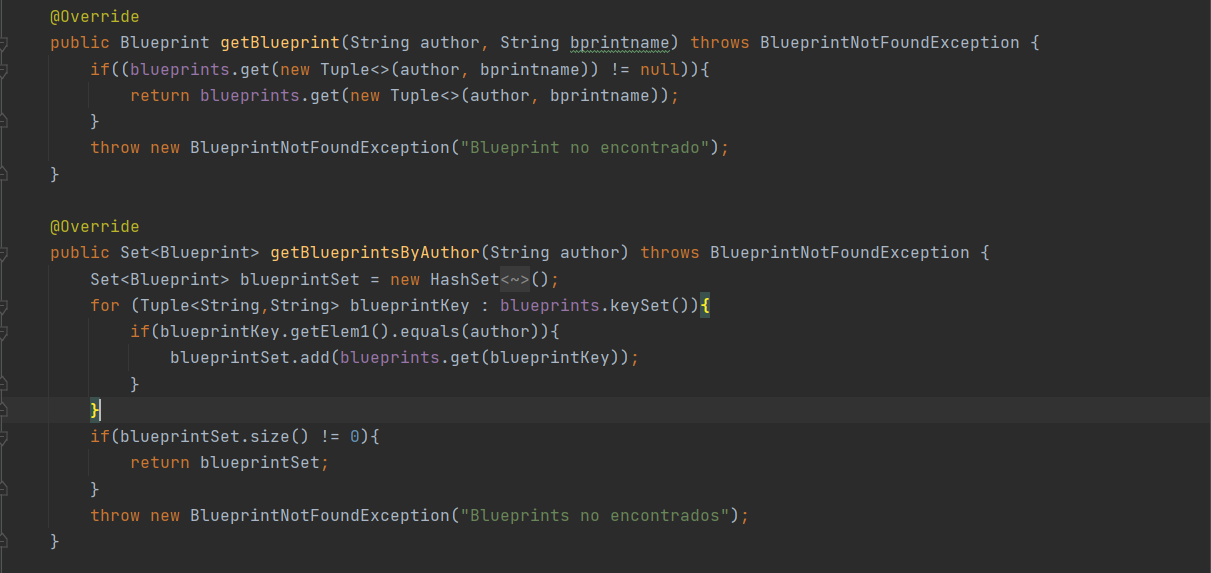 @Override
public Blueprint getBlueprint(String author, String bprintname) throws BlueprintNotFoundException {
if((blueprints.get(new Tuple<>(author, bprintname)) != null)){
return blueprints.get(new Tuple<>(author, bprintname));
}
throw new BlueprintNotFoundException("Blueprint no encontrado");
}
@Override
public Set<Blueprint> getBlueprintsByAuthor(String author) throws BlueprintNotFoundException {
Set<Blueprint> blueprintSet = new HashSet<~>();
for (Tuple<String,String> blueprintKey : blueprints.keySet()){
if(blueprintKey.getElem1().equals(author)){
blueprintSet.add(blueprints.get(blueprintKey));
}
}
if(blueprintSet.size() != 0){
return blueprintSet;
}
throw new BlueprintNotFoundException("Blueprints no encontrados");
}